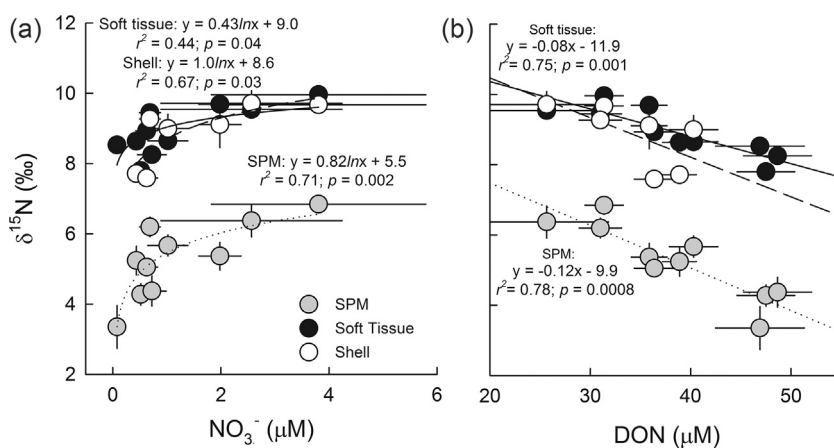 (a)
Soft tissue: y = 0.43lnx + 9.0
r² = 0.44; p = 0.04
Shell: y = 1.0lnx + 8.6
r² = 0.67; p = 0.03
SPM: y = 0.82lnx + 5.5
r² = 0.71; p = 0.002
SPM
Soft Tissue
Shell
12
10
8
6
4
2
δ¹⁵N (‰)
0 2 4 6
NO₃.⁻ (μM)
(b)
Soft tissue:
y = -0.08x - 11.9
r² = 0.75; p = 0.001
SPM:
y = -0.12x - 9.9
r² = 0.78; p = 0.0008
20 30 40 50
DON (μM)